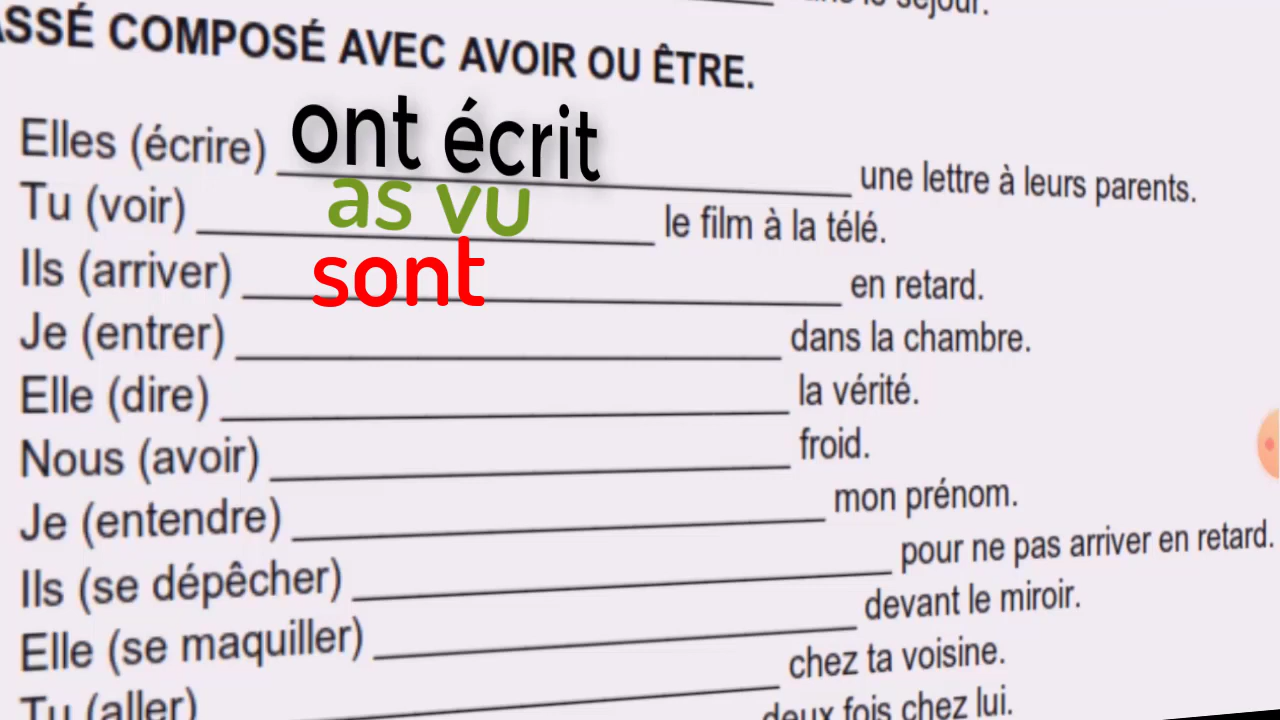 séjour.
ASSÉ COMPOSÉ AVEC AVOIR OU ÊTRE.
Elles (écrire) ont écrit une lettre à leurs parents.
Tu (voir) as vu le film à la télé.
Ils (arriver) sont en retard.
Je (entrer) dans la chambre.
Elle (dire) la vérité.
Nous (avoir) froid.
Je (entendre) mon prénom.
Ils (se dépêcher) pour ne pas arriver en retard.
Elle (se maquiller) devant le miroir.
Tu (aller) chez ta voisine.
deux fois chez lui.